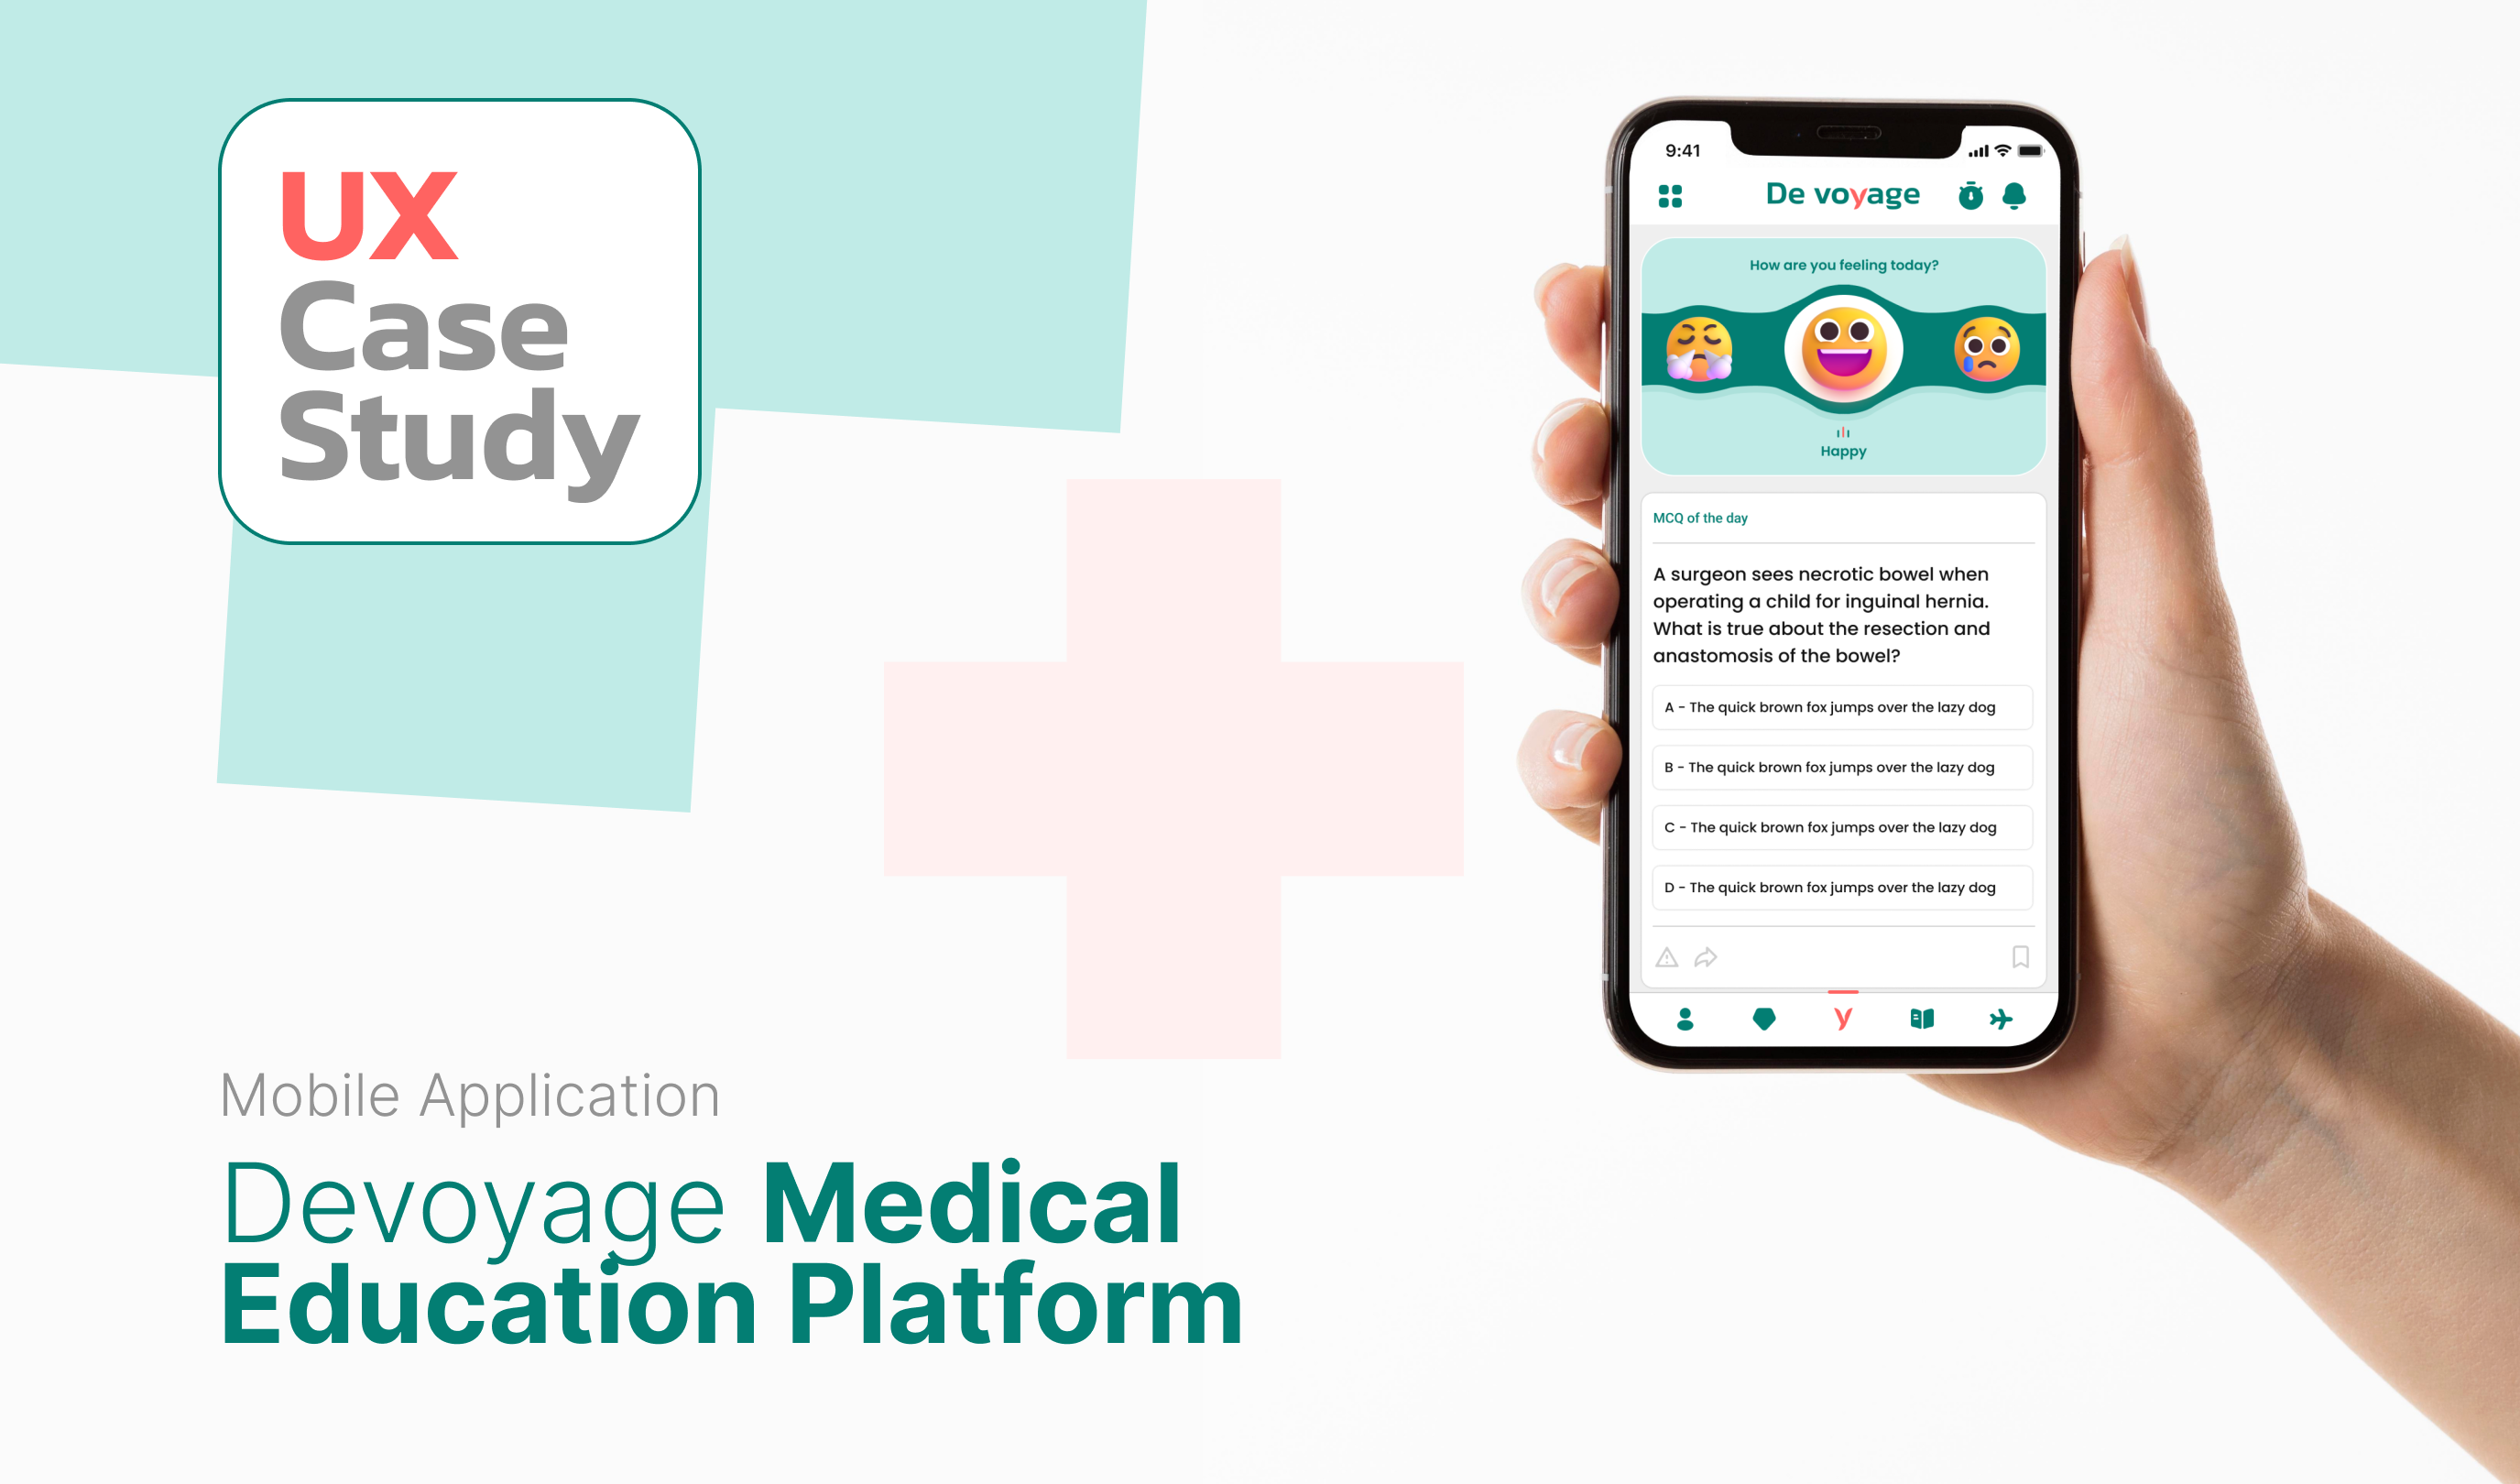 UX
Case
Study
Mobile Application
Devoyage Medical
Education Platform
9:41
De voyage
How are you feeling today?
Happy
MCQ of the day
A surgeon sees necrotic bowel when
operating a child for inguinal hernia.
What is true about the resection and
anastomosis of the bowel?
A - The quick brown fox jumps over the lazy dog
B - The quick brown fox jumps over the lazy dog
C - The quick brown fox jumps over the lazy dog
D - The quick brown fox jumps over the lazy dog
y